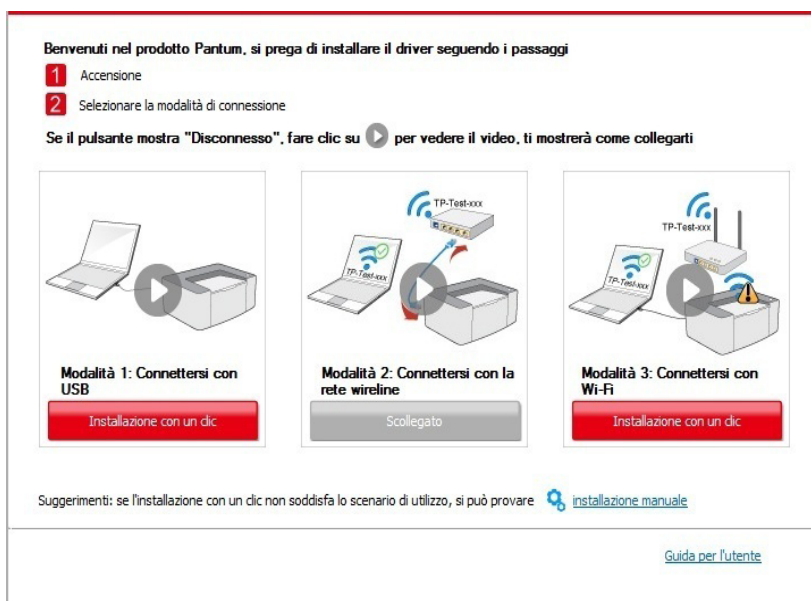 Benvenuti nel prodotto Pantum, si prega di installare il driver seguendo i passaggi
1 Accensione
2 Selezionare la modalità di connessione
Se il pulsante mostra "Disconnesso", fare clic su per vedere il video, ti mostrerà come collegarti
TP-Test-xxx
TP-Test-xxx
TP-Test-xxx
TP-Test-xxx
Modalità 1: Connettersi con
USB
Installazione con un clic
Modalità 2: Connettersi con la
rete wireline
Scollegato
Modalità 3: Connettersi con
Wi-Fi
Installazione con un clic
Suggerimenti: se l'installazione con un clic non soddisfa lo scenario di utilizzo, si può provare installazione manuale
Guida per l'utente